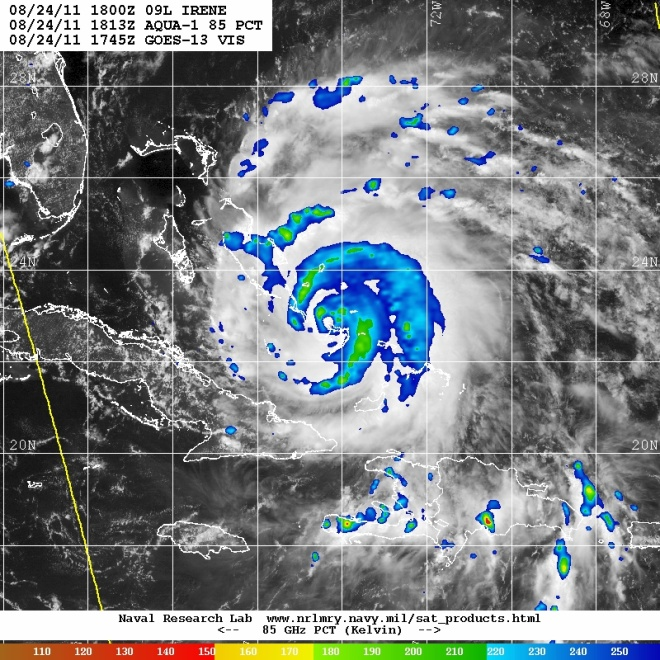 08/24/11 1800Z 09L IRENE
08/24/11 1813Z AQUA-1 85 PCT
08/24/11 1745Z GOES-13 VIS
72W 68W
28N 28N
24N 24N
20N 20N
Naval Research Lab www.nrlmry.navy.mil/sat_products.html
<-- 85 GHz PCT (Kelvin) -->
110 120 130 140 150 160 170 180 190 200 210 220 230 240 250